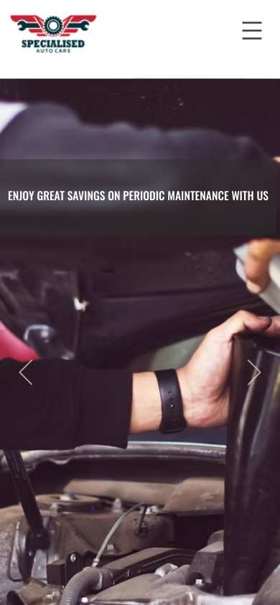 SPECIALISED
AUTO CARE
ENJOY GREAT SAVINGS ON PERIODIC MAINTENANCE WITH US